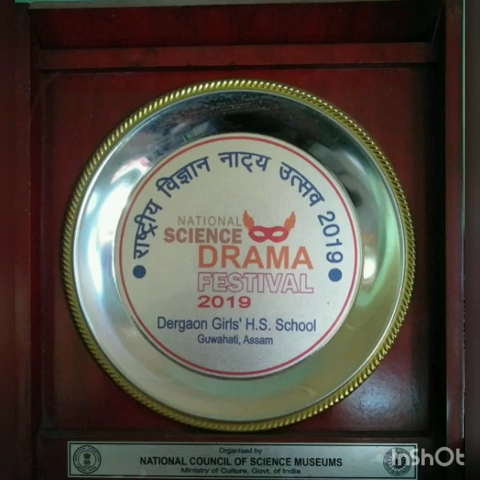 राष्ट्रीय विज्ञान नाट्य उत्सव 2019
NATIONAL
SCIENCE
DRAMA
FESTIVAL
2019
Dergaon Girls' H.S. School
Guwahati, Assam
Organised by
NATIONAL COUNCIL OF SCIENCE MUSEUMS
Ministry of Culture, Govt. of India
InShOt